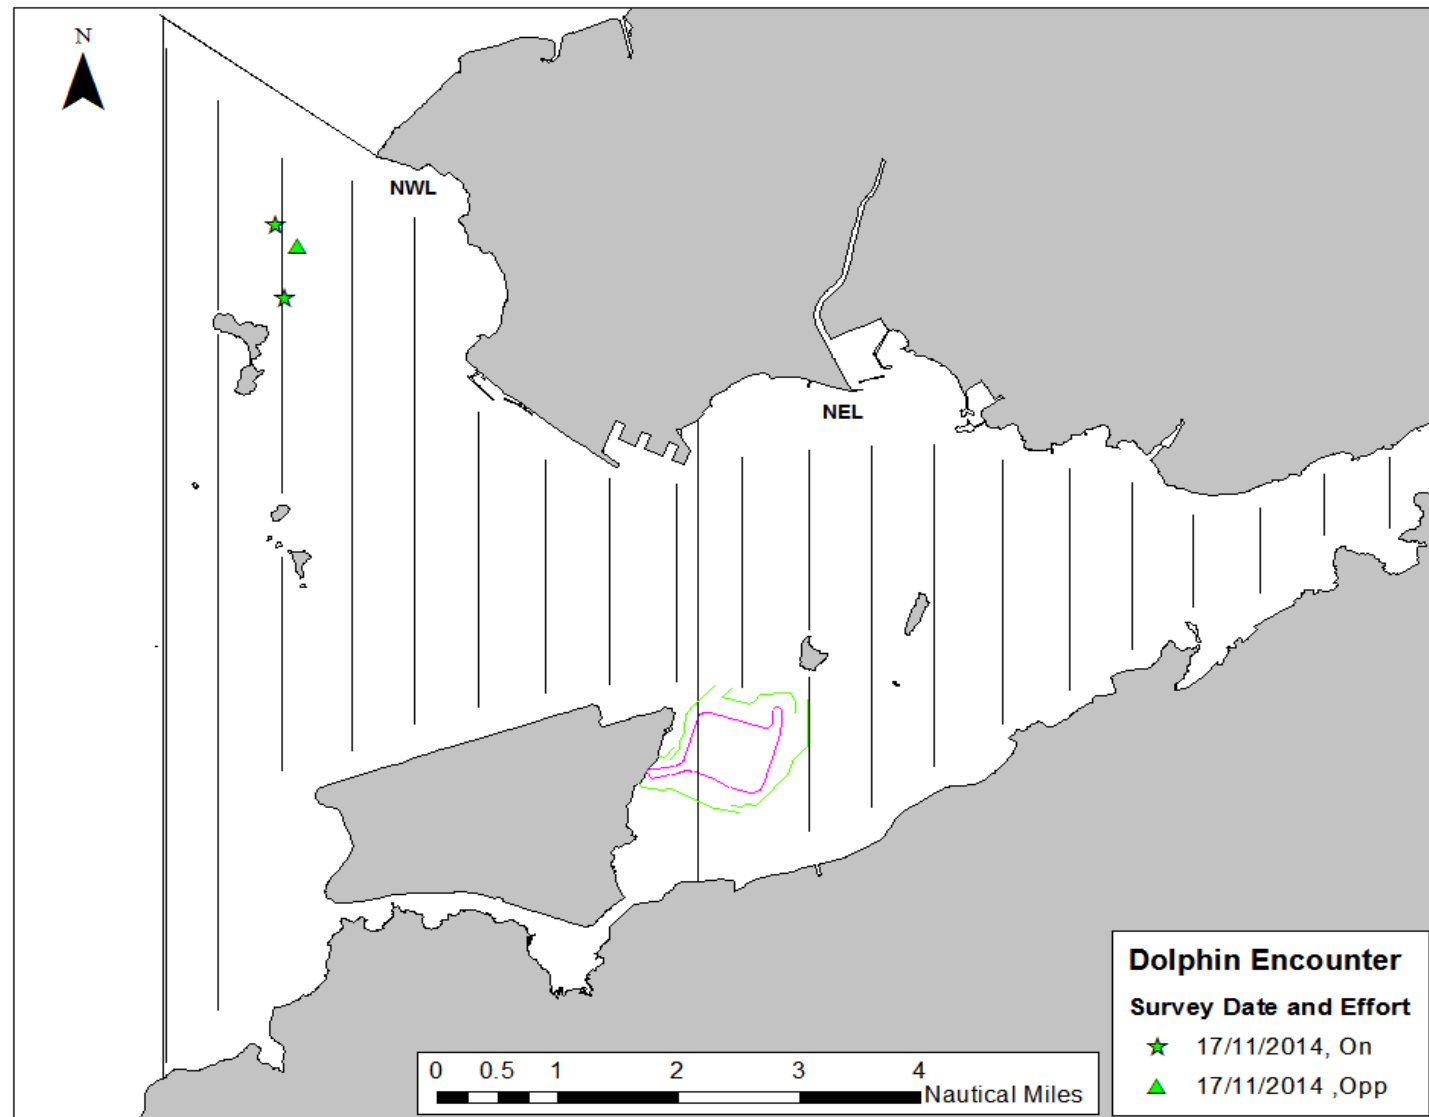 N
NWL
NEL
Dolphin Encounter
Survey Date and Effort
17/11/2014, On
17/11/2014 ,Opp
0 0.5 1 2 3 4
Nautical Miles